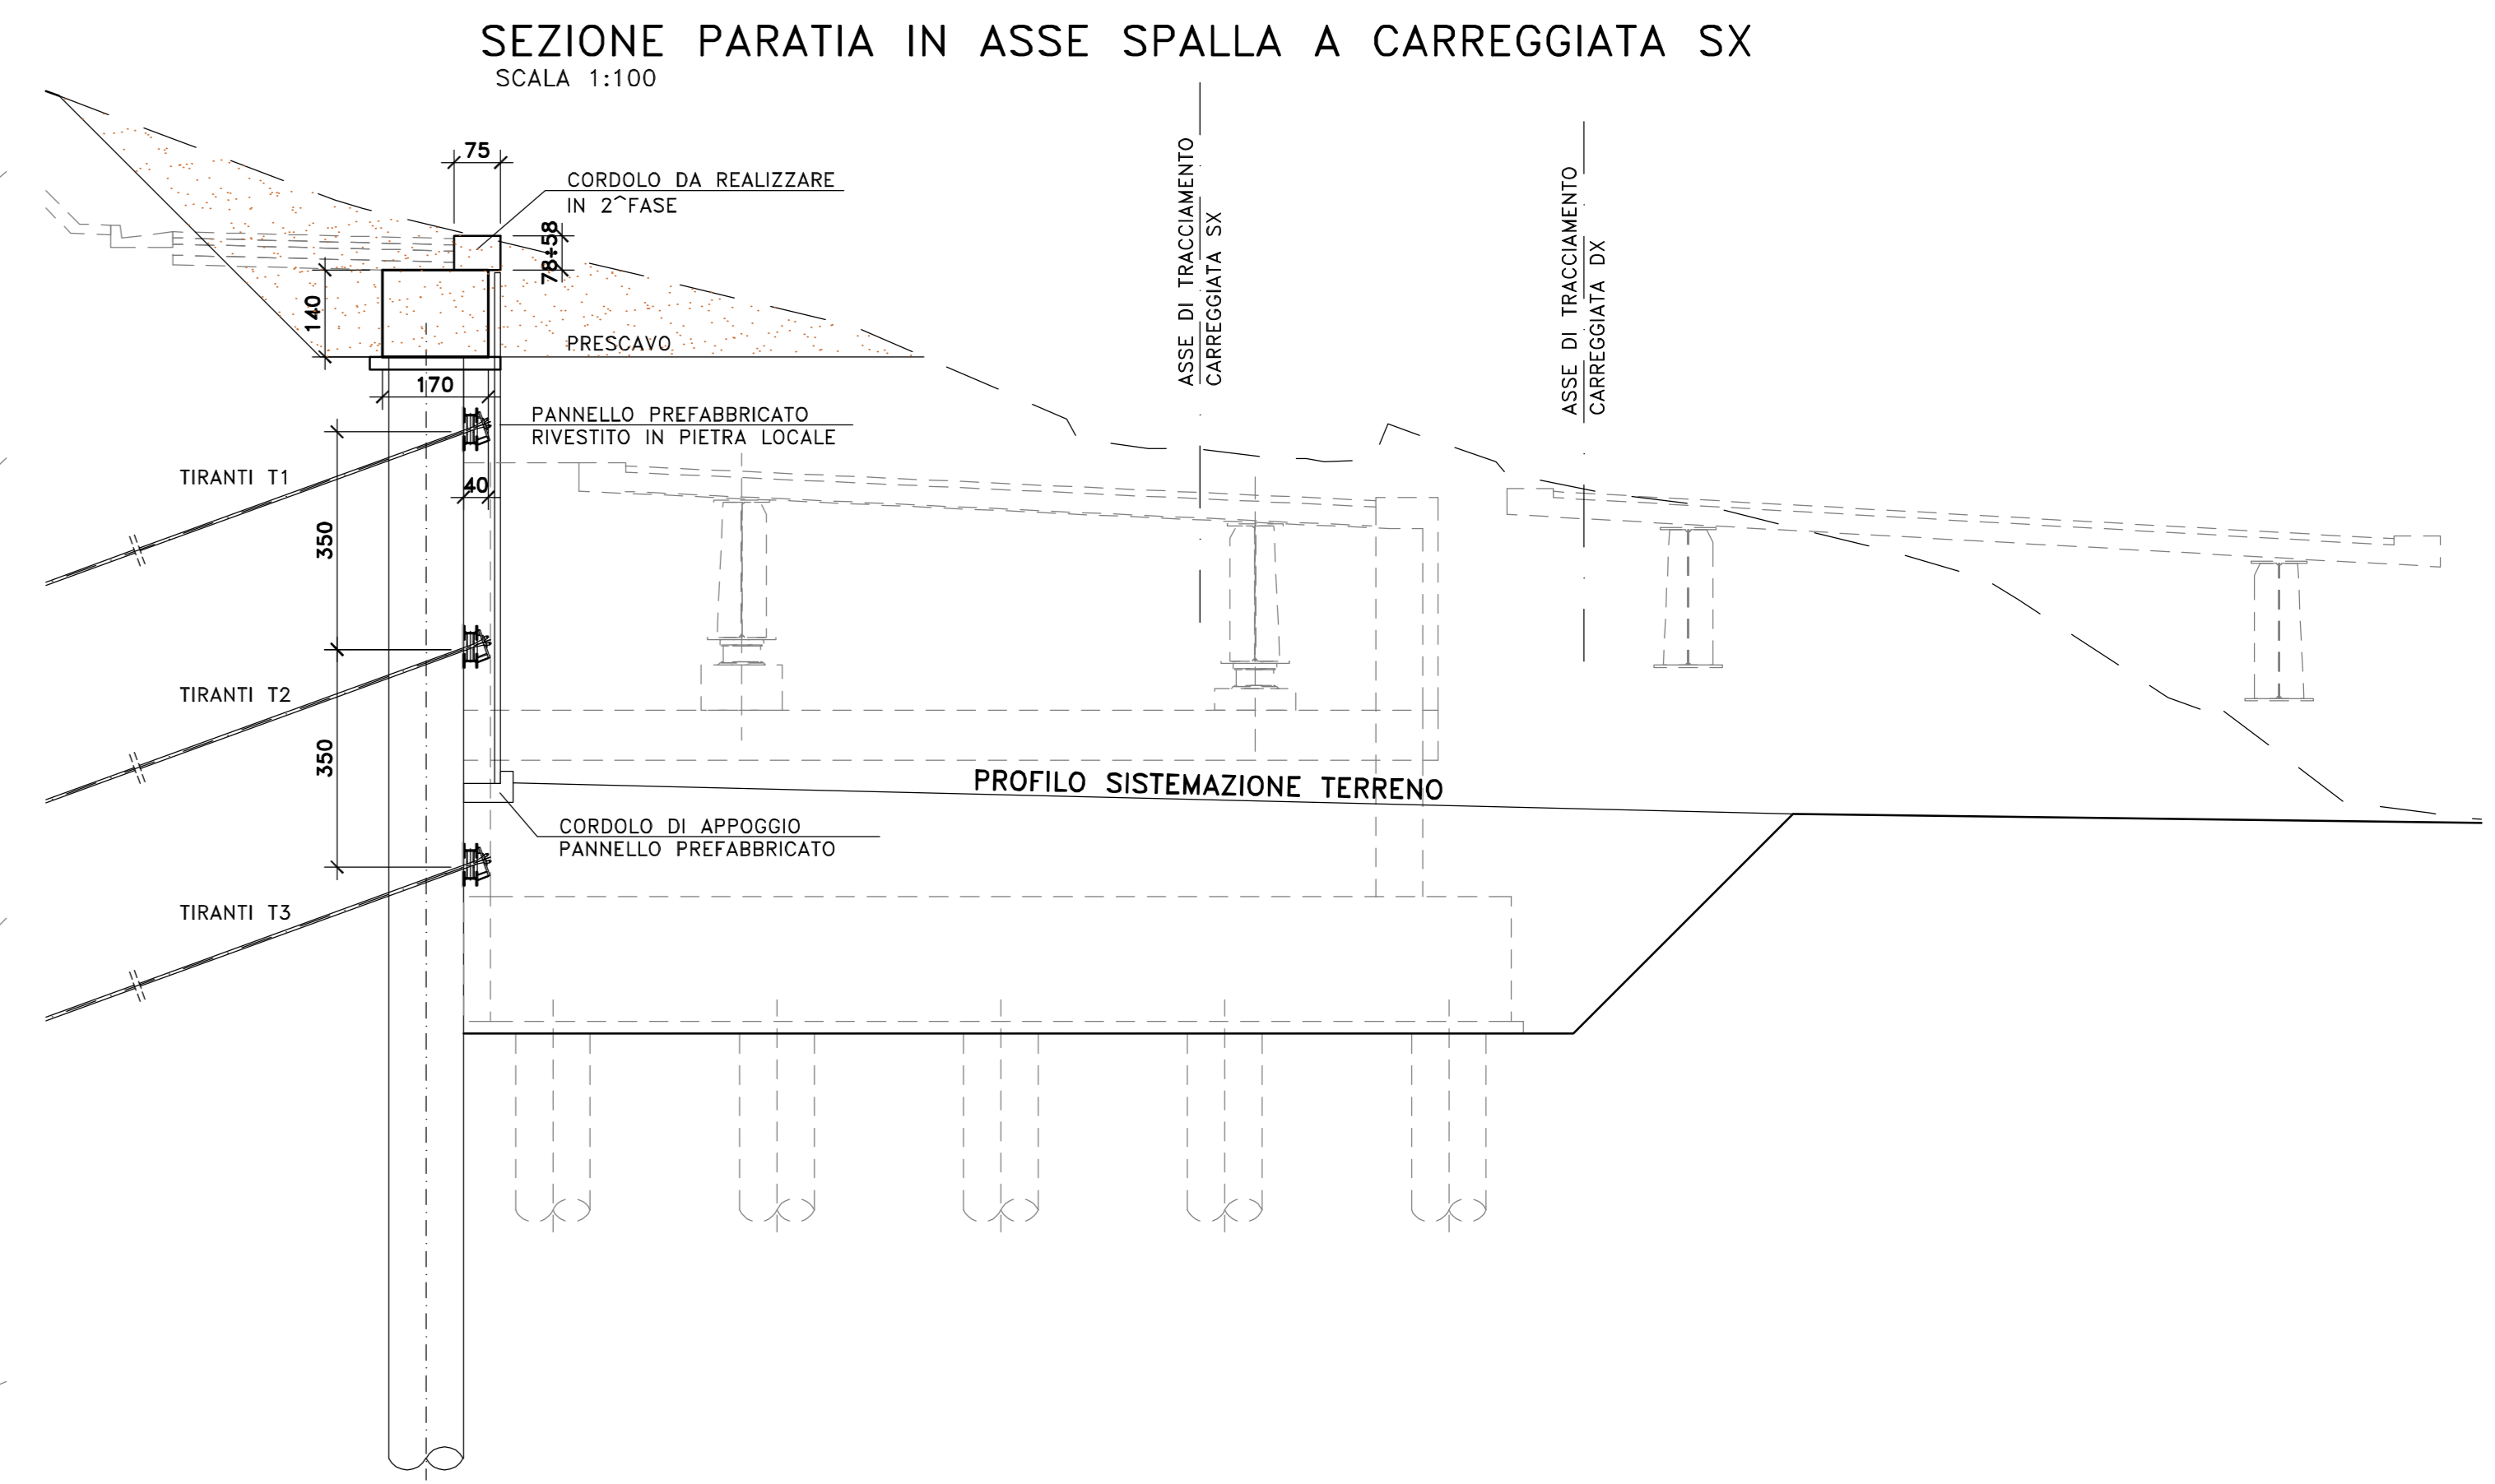 SEZIONE PARATIA IN ASSE SPALLA A CARREGGIATA SX
SCALA 1:100
75
CORDOLO DA REALIZZARE
IN 2^FASE
78÷58
140
PRESCAVO
170
PANNELLO PREFABBRICATO
RIVESTITO IN PIETRA LOCALE
TIRANTI T1
40
350
TIRANTI T2
350
PROFILO SISTEMAZIONE TERRENO
CORDOLO DI APPOGGIO
PANNELLO PREFABBRICATO
TIRANTI T3
ASSE DI TRACCIAMENTO
CARREGGIATA SX
ASSE DI TRACCIAMENTO
CARREGGIATA DX